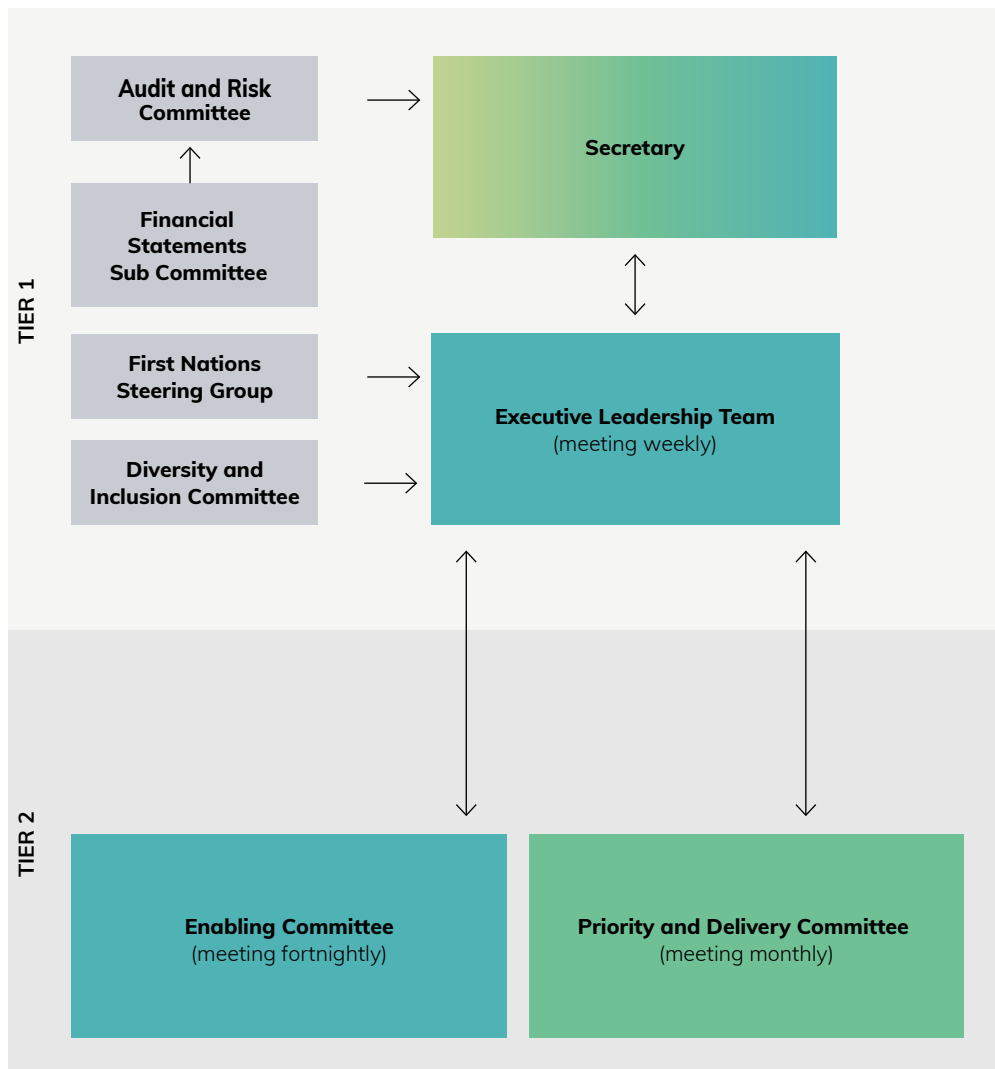 TIER 1
Audit and Risk
Committee
Secretary
Financial
Statements
Sub Committee
First Nations
Steering Group
Executive Leadership Team
(meeting weekly)
Diversity and
Inclusion Committee
TIER 2
Enabling Committee
(meeting fortnightly)
Priority and Delivery Committee
(meeting monthly)